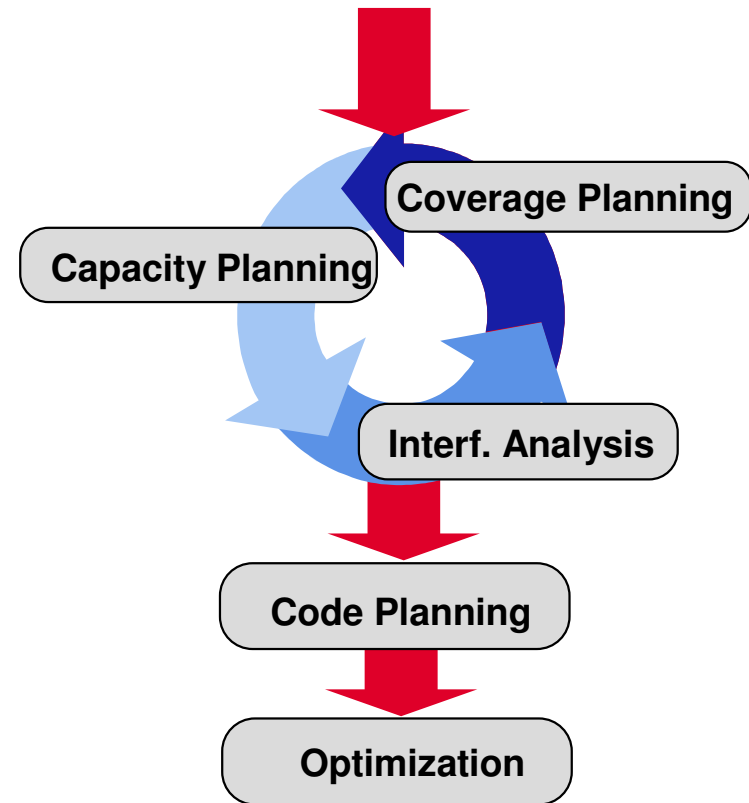 Coverage Planning
Capacity Planning
Interf. Analysis
Code Planning
Optimization